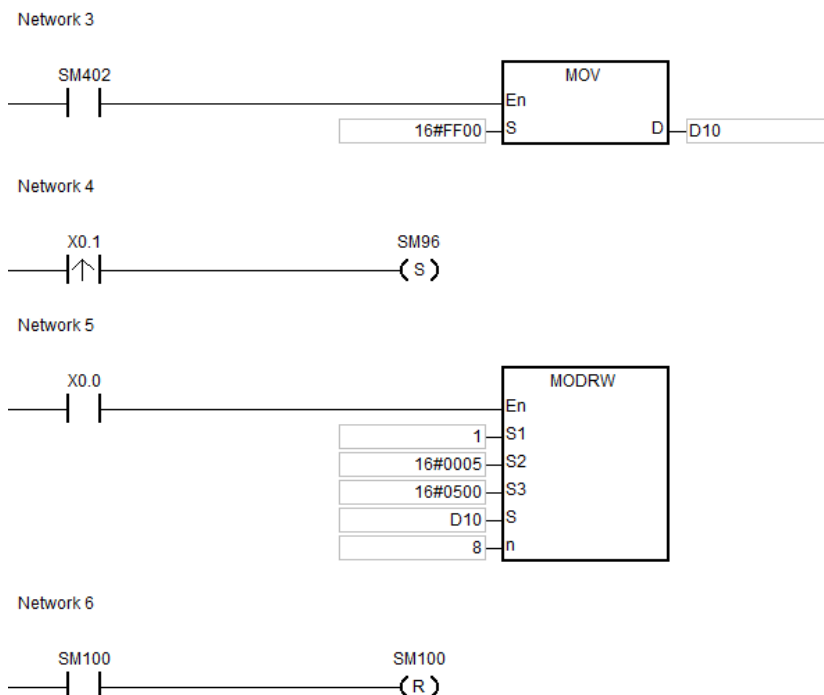 Network 3
SM402
MOV
En
16#FF00 S D D10
Network 4
X0.1 SM96
S
Network 5
X0.0
MODRW
En
1 S1
16#0005 S2
16#0500 S3
D10 S
8 n
Network 6
SM100 SM100
R